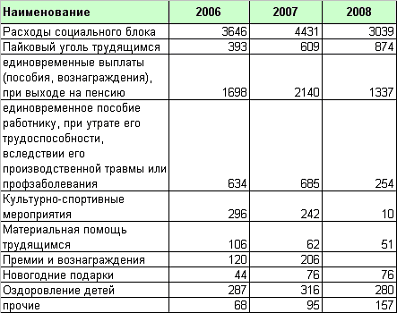 Наименование 2006 2007 2008
Расходы социального блока 3646 4431 3039
Пайковый уголь трудящимся 393 609 874
единовременные выплаты
(пособия, вознаграждения),
при выходе на пенсию 1698 2140 1337
единовременное пособие
работнику, при утрате его
трудоспособности,
вследствии его
производственной травмы или
профзаболевания 634 685 254
Культурно-спортивные
мероприятия 296 242 10
Материальная помощь
трудящимся 106 62 51
Премии и вознаграждения 120 206
Новогодние подарки 44 76 76
Оздоровление детей 287 316 280
прочие 68 95 157